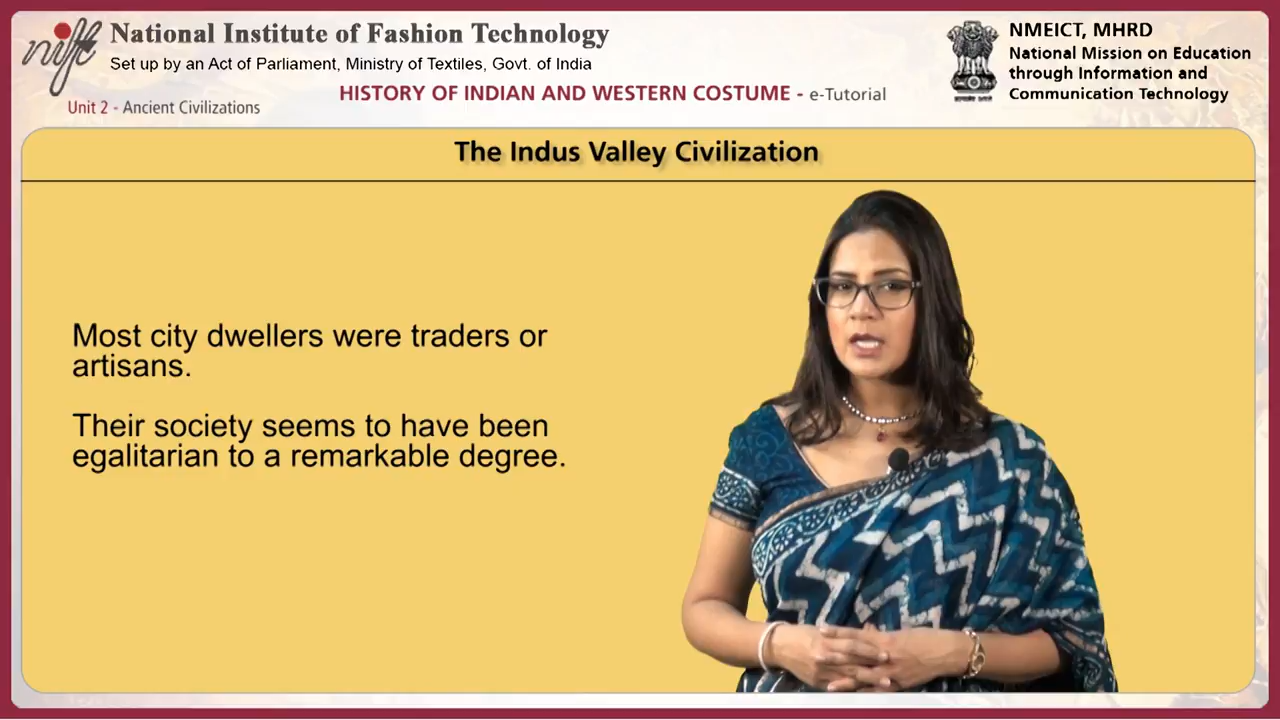 nift
National Institute of Fashion Technology
Set up by an Act of Parliament, Ministry of Textiles, Govt. of India
HISTORY OF INDIAN AND WESTERN COSTUME - e-Tutorial
Unit 2 - Ancient Civilizations
NMEICT, MHRD
National Mission on Education
through Information and
Communication Technology
The Indus Valley Civilization
Most city dwellers were traders or
artisans.
Their society seems to have been
egalitarian to a remarkable degree.